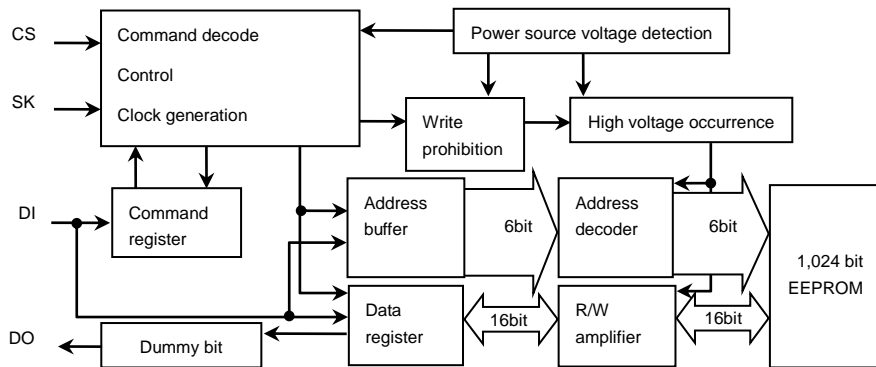 CS
Command decode
Power source voltage detection
Control
SK
Clock generation
Write
prohibition
High voltage occurrence
DI
Command
register
Address
buffer
6bit
Address
decoder
6bit
1,024 bit
EEPROM
Data
register
16bit
R/W
amplifier
16bit
DO
Dummy bit